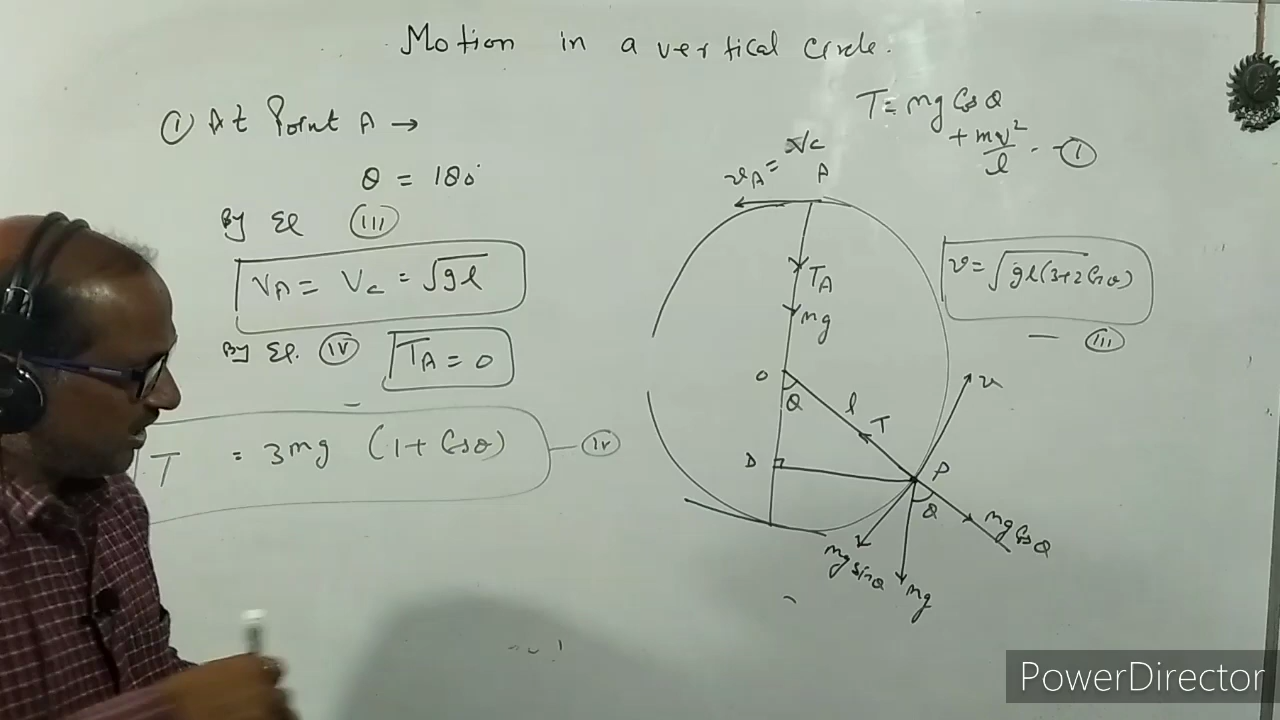 Motion in a vertical circle.
① At Point A →
θ = 180°
By Eq (III)
VA = Vc = √gl
By Eq. (IV) TA = 0
T = 3mg (1 + Cosθ) — (IV)
T = mg Cosθ
+ mv²/l - - ①
v = √gl(3+2Cosθ)
— (III)
vA = Vc
A
TA
mg
O
θ
l
T
v
D
P
θ
mg Cosθ
mg sinθ
mg
PowerDirector